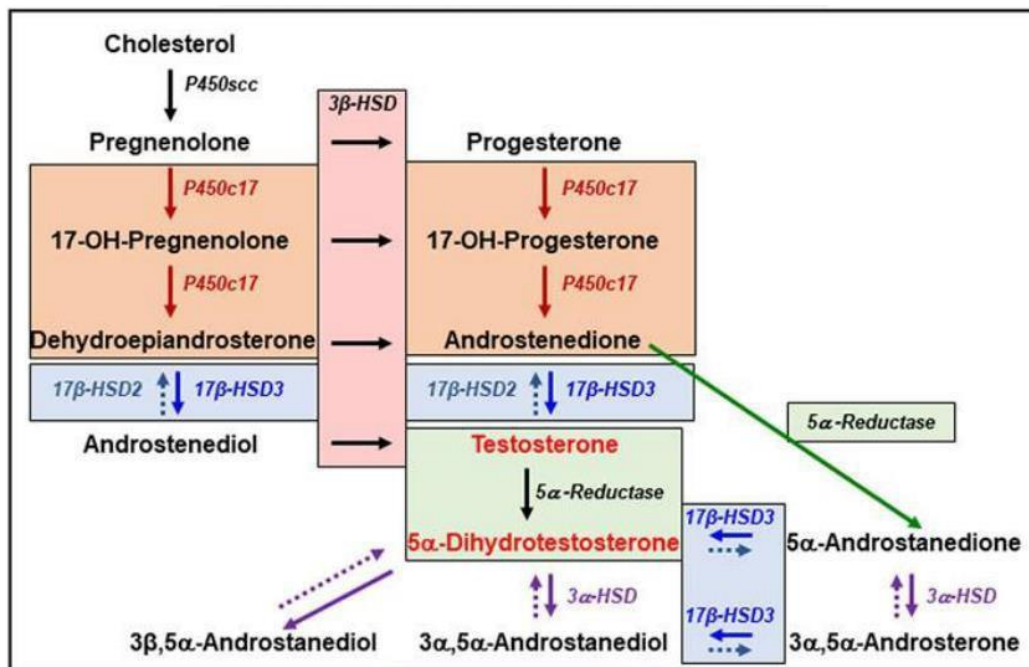 Cholesterol
P450scc
3β-HSD
Pregnenolone
Progesterone
P450c17
P450c17
17-OH-Pregnenolone
17-OH-Progesterone
P450c17
P450c17
Dehydroepiandrosterone
Androstenedione
17β-HSD2
17β-HSD3
17β-HSD2
17β-HSD3
5α-Reductase
Androstenediol
Testosterone
5α-Reductase
17β-HSD3
5α-Dihydrotestosterone
5α-Androstanedione
3α-HSD
3α-HSD
17β-HSD3
3β,5α-Androstanediol
3α,5α-Androstanediol
3α,5α-Androsterone